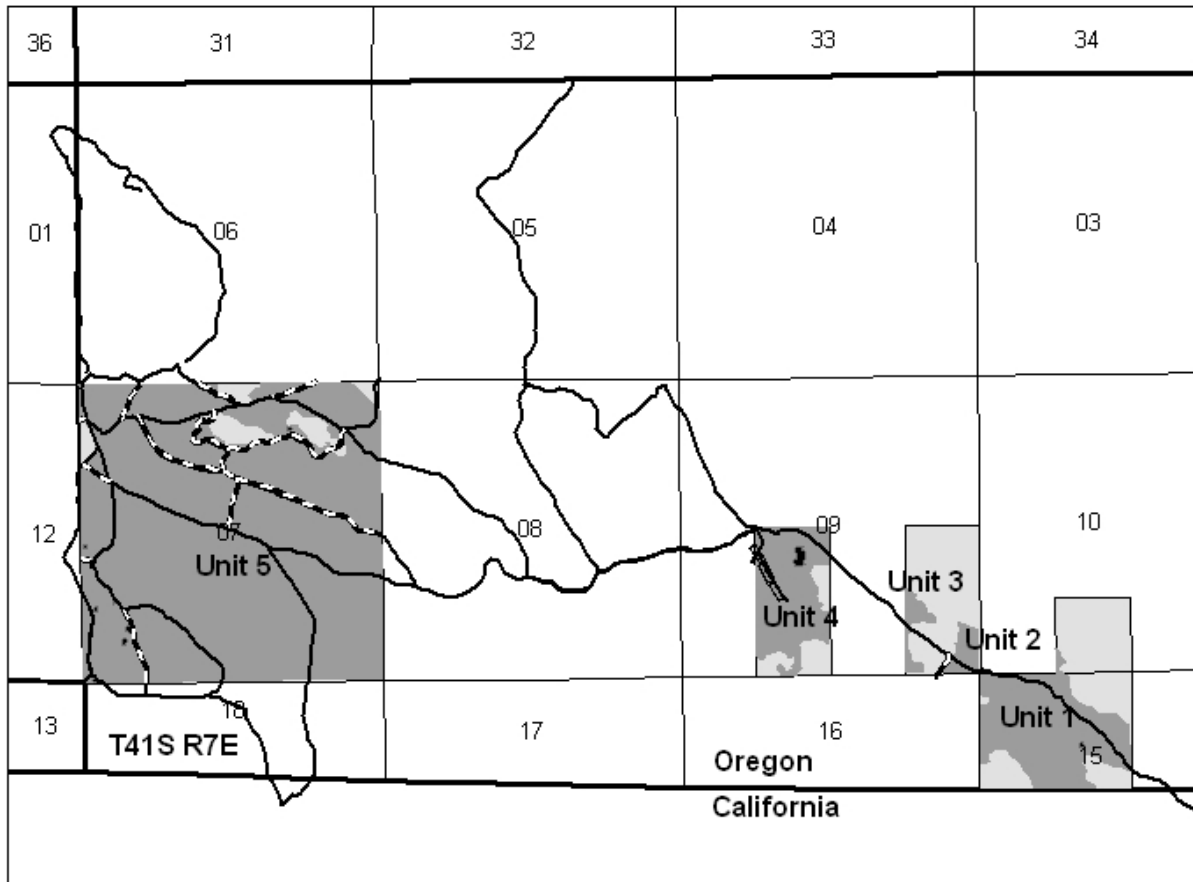 36 31 32 33 34
01 06 05 04 03
12 07 08 09 10
Unit 5 Unit 4 Unit 3 Unit 2
Unit 1
13 18 17 16 15
T41S R7E
Oregon
California